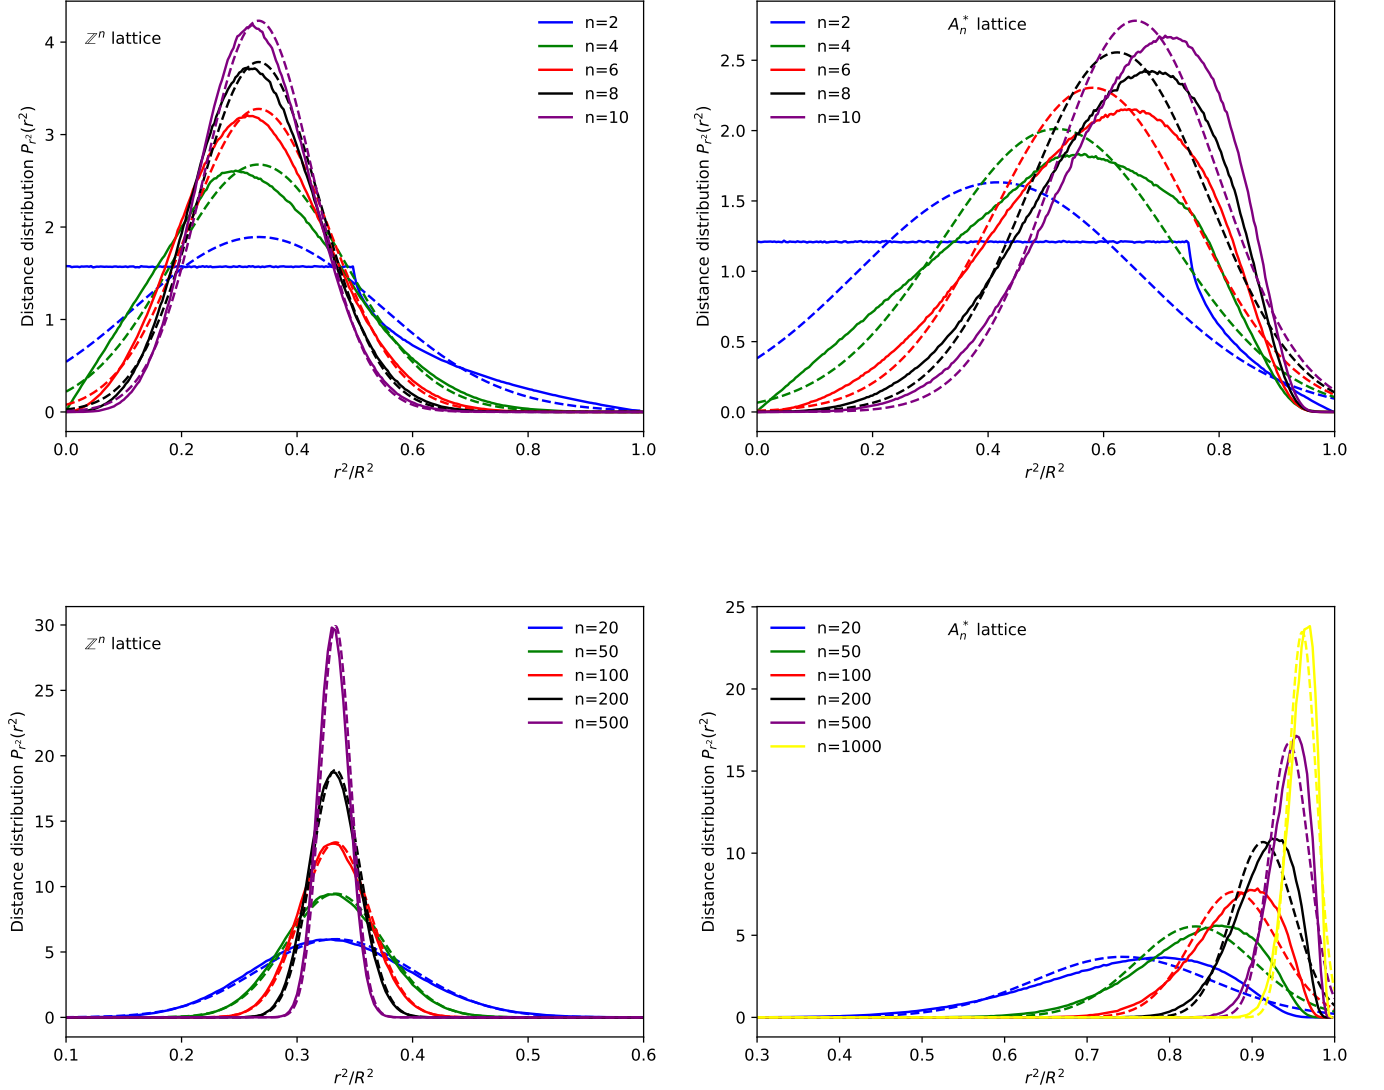 ℤⁿ lattice
n=2
n=4
n=6
n=8
n=10
Distance distribution P_{r²}(r²)
4
3
2
1
0
0.0 0.2 0.4 0.6 0.8 1.0
r²/R²
A_n^* lattice
n=2
n=4
n=6
n=8
n=10
Distance distribution P_{r²}(r²)
2.5
2.0
1.5
1.0
0.5
0.0
0.0 0.2 0.4 0.6 0.8 1.0
r²/R²
ℤⁿ lattice
n=20
n=50
n=100
n=200
n=500
Distance distribution P_{r²}(r²)
30
25
20
15
10
5
0
0.1 0.2 0.3 0.4 0.5 0.6
r²/R²
A_n^* lattice
n=20
n=50
n=100
n=200
n=500
n=1000
Distance distribution P_{r²}(r²)
25
20
15
10
5
0
0.3 0.4 0.5 0.6 0.7 0.8 0.9 1.0
r²/R²